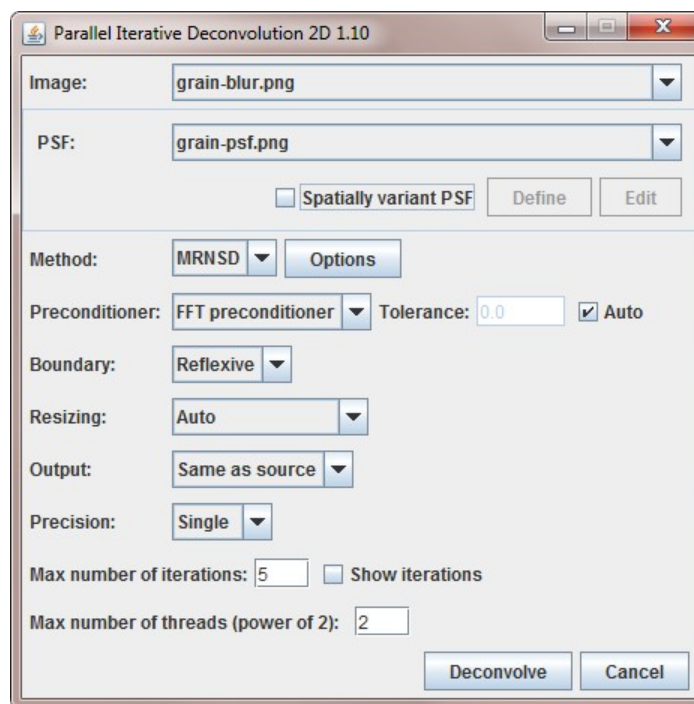 Parallel Iterative Deconvolution 2D 1.10
Image: grain-blur.png
PSF: grain-psf.png
Spatially variant PSF Define Edit
Method: MRNSD Options
Preconditioner: FFT preconditioner Tolerance: 0.0 Auto
Boundary: Reflexive
Resizing: Auto
Output: Same as source
Precision: Single
Max number of iterations: 5 Show iterations
Max number of threads (power of 2): 2
Deconvolve Cancel